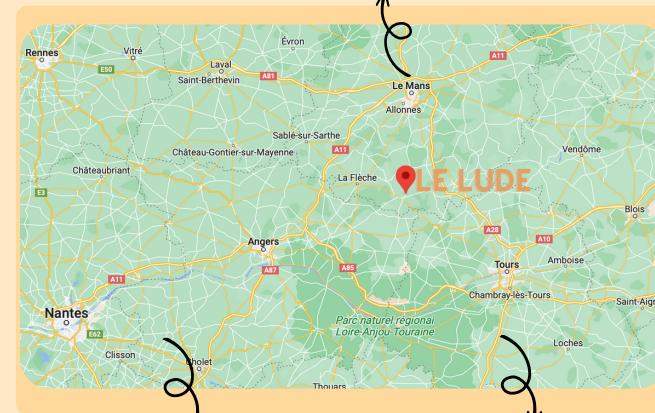 Évron
A11
Rennes
Vitré
E50
Laval
A81
Saint-Berthevin
Le Mans
Allonnes
Sablé-sur-Sarthe
A11
Château-Gontier-sur-Mayenne
Vendôme
Châteaubriant
La Flèche
LE LUDE
E3
Blois
A28
Angers
A10
Tours
Amboise
A87
A85
A11
Chambray-lès-Tours
Nantes
Parc naturel régional
Loire-Anjou-Touraine
E62
Loches
Clisson
Cholet
Thouars